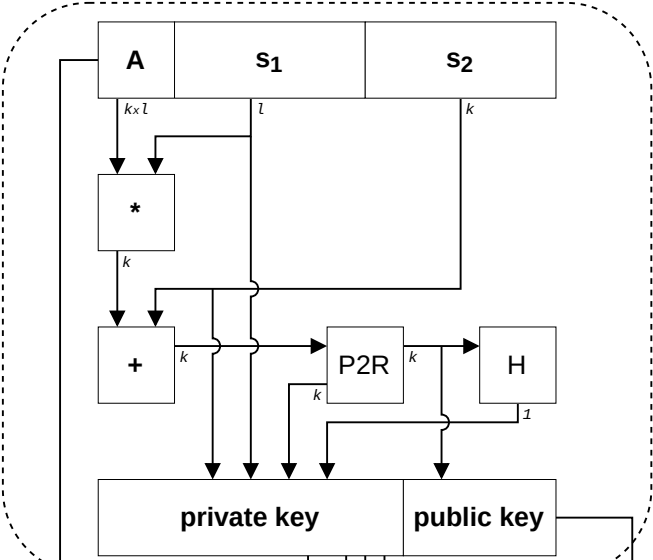 A s₁ s₂
k×l l k
*
k
+ k P2R k H
k 1
private key public key